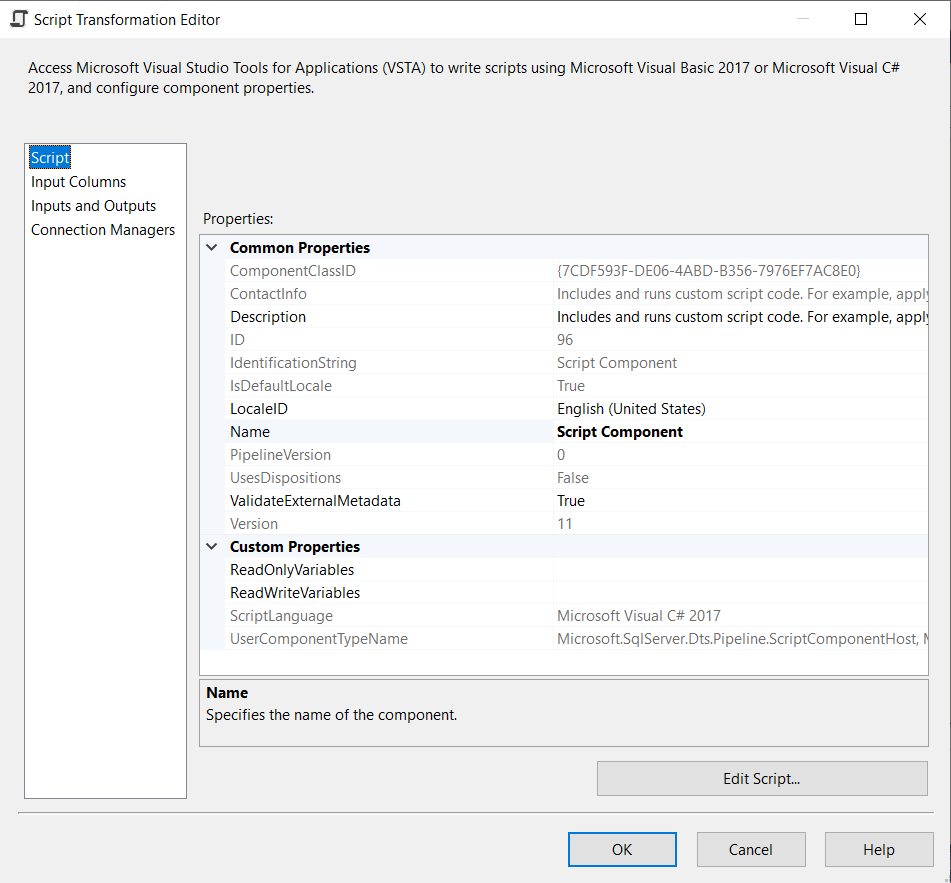 Script Transformation Editor
Access Microsoft Visual Studio Tools for Applications (VSTA) to write scripts using Microsoft Visual Basic 2017 or Microsoft Visual C#
2017, and configure component properties.
Script
Input Columns
Inputs and Outputs
Connection Managers
Properties:
Common Properties
ComponentClassID {7CDF593F-DE06-4ABD-B356-7976EF7AC8E0}
ContactInfo Includes and runs custom script code. For example, apply
Description Includes and runs custom script code. For example, apply
ID 96
IdentificationString Script Component
IsDefaultLocale True
LocaleID English (United States)
Name Script Component
PipelineVersion 0
UsesDispositions False
ValidateExternalMetadata True
Version 11
Custom Properties
ReadOnlyVariables
ReadWriteVariables
ScriptLanguage Microsoft Visual C# 2017
UserComponentTypeName Microsoft.SqlServer.Dts.Pipeline.ScriptComponentHost,
Name
Specifies the name of the component.
Edit Script...
OK Cancel Help